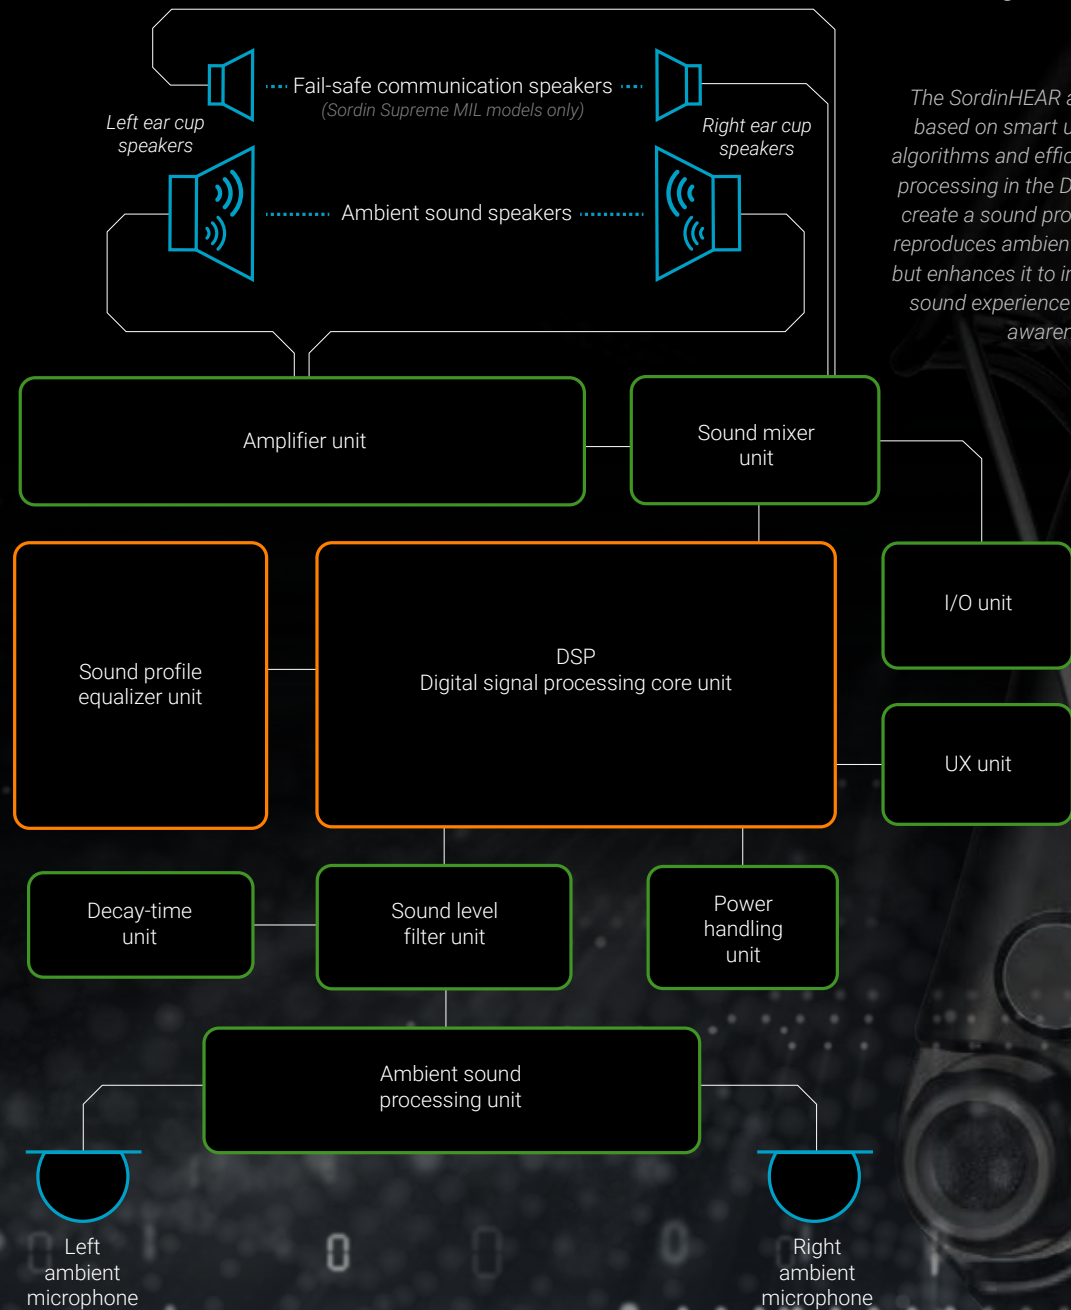 Fail-safe communication speakers
(Sordin Supreme MIL models only)
Left ear cup
speakers
Right ear cup
speakers
Ambient sound speakers
The SordinHEAR
based on smart
algorithms and
processing in the
create a sound
reproduces
but enhances it to
sound experience
Amplifier unit
Sound mixer
unit
Sound profile
equalizer unit
DSP
Digital signal processing core unit
I/O unit
UX unit
Decay-time
unit
Sound level
filter unit
Power
handling
unit
Ambient sound
processing unit
Left
ambient
microphone
Right
ambient
microphone
0
0
0